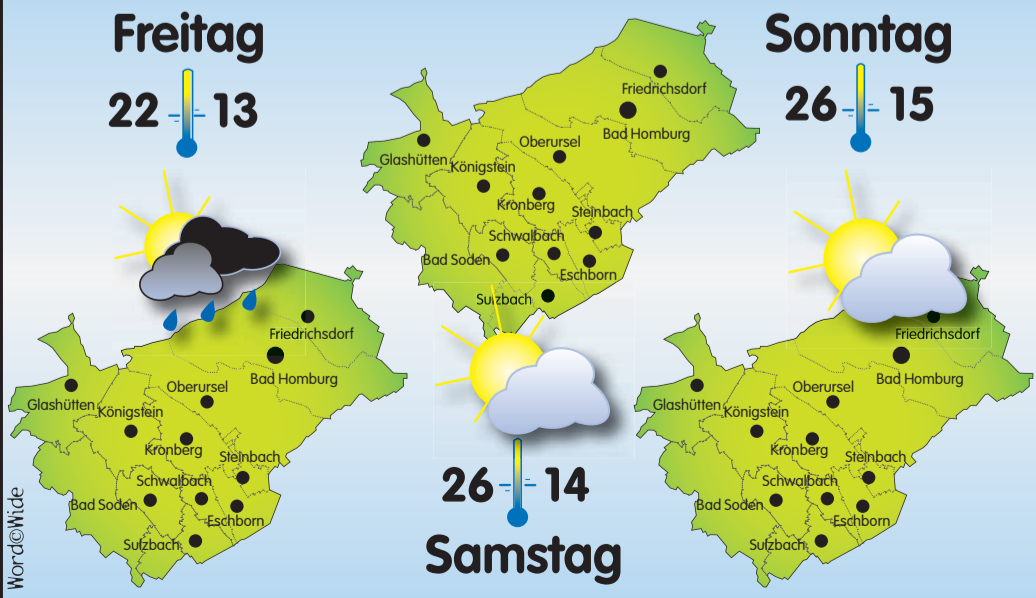 Freitag
22 13
Friedrichsdorf
Bad Homburg
Oberursel
Glashütten
Königstein
Kronberg
Steinbach
Schwalbach
Bad Soden
Eschborn
Sulzbach
Friedrichsdorf
Bad Homburg
Oberursel
Glashütten
Königstein
Kronberg
Steinbach
Schwalbach
Bad Soden
Eschborn
Sulzbach
26 14
Samstag
Sonntag
26 15
Friedrichsdorf
Bad Homburg
Oberursel
Glashütten
Königstein
Kronberg
Steinbach
Schwalbach
Bad Soden
Eschborn
Sulzbach
Word©Wide